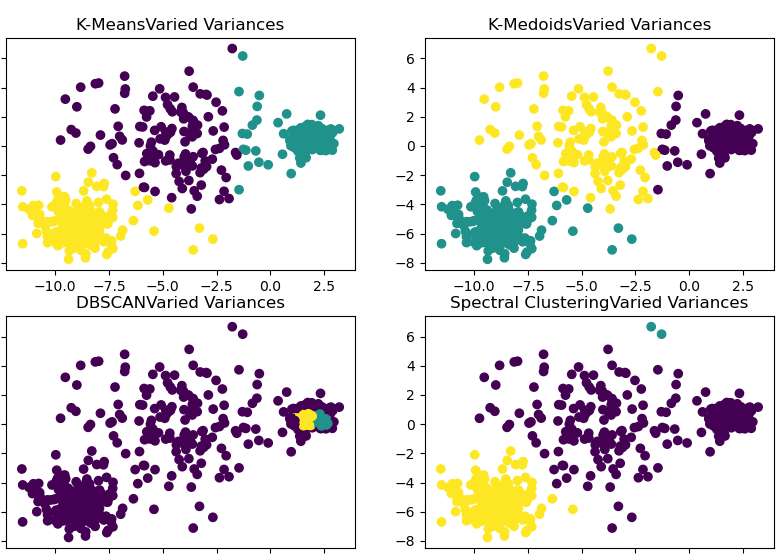 K-MeansVaried Variances
K-MedoidsVaried Variances
6
4
2
0
−2
−4
−6
−8
−10.0 −7.5 −5.0 −2.5 0.0 2.5
−10.0 −7.5 −5.0 −2.5 0.0 2.5
DBSCANVaried Variances
Spectral ClusteringVaried Variances
6
4
2
0
−2
−4
−6
−8